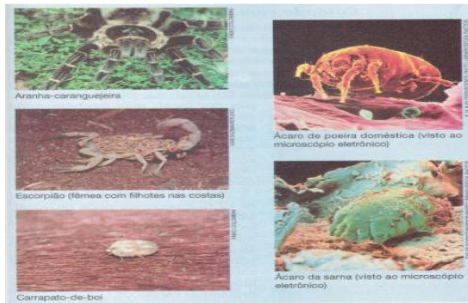 Aranha-caranguejeira
Escorpião (fêmea com filhotes nas costas)
Carrapato-de-boi
Ácaro de poeira doméstica (visto ao
microscópio eletrônico)
Ácaro da sarna (visto ao microscópio
eletrônico)